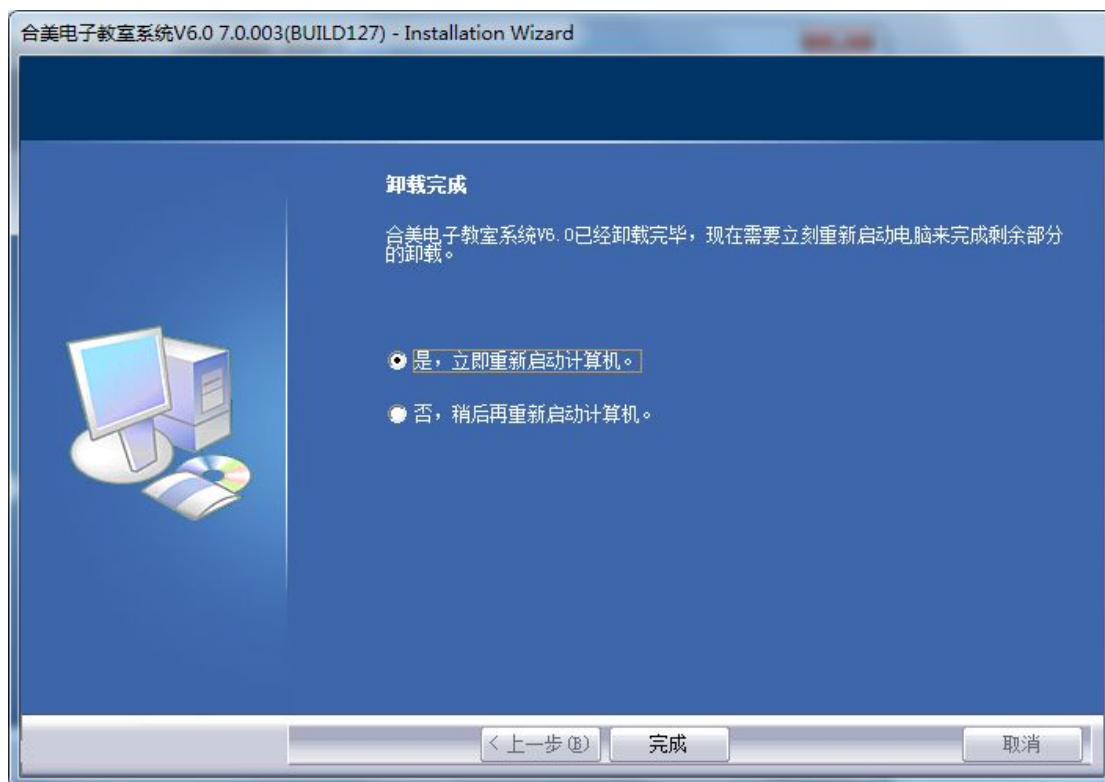 合美电子教室系统V6.0 7.0.003(BUILD127) - Installation Wizard
卸载完成
合美电子教室系统V6.0已经卸载完毕，现在需要立刻重新启动电脑来完成剩余部分
的卸载。
是，立即重新启动计算机。
否，稍后再重新启动计算机。
< 上一步(B)
完成
取消